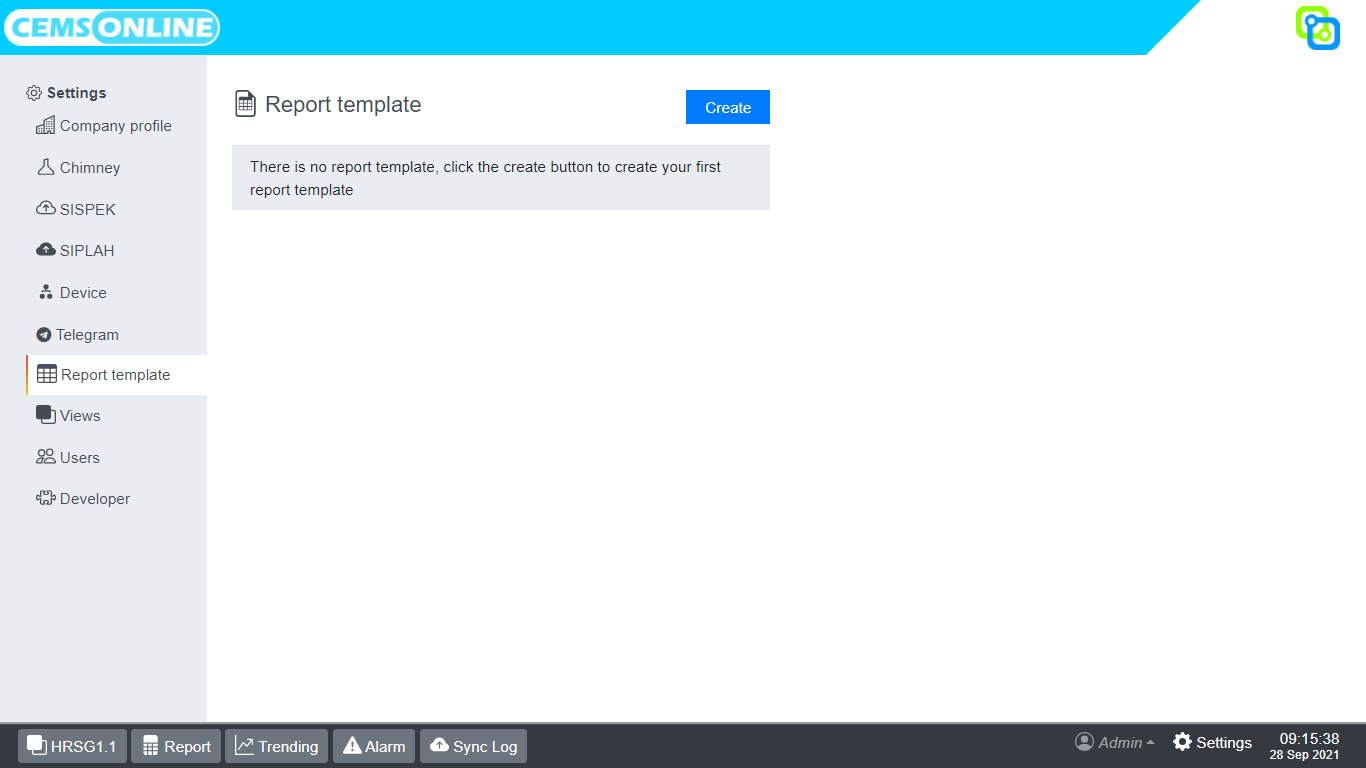 CEMSONLINE
Settings
Company profile
Chimney
SISPEK
SIPLAH
Device
Telegram
Report template
Views
Users
Developer
Report template
Create
There is no report template, click the create button to create your first
report template
HRSG1.1
Report
Trending
Alarm
Sync Log
Admin
Settings
09:15:38
28 Sep 2021